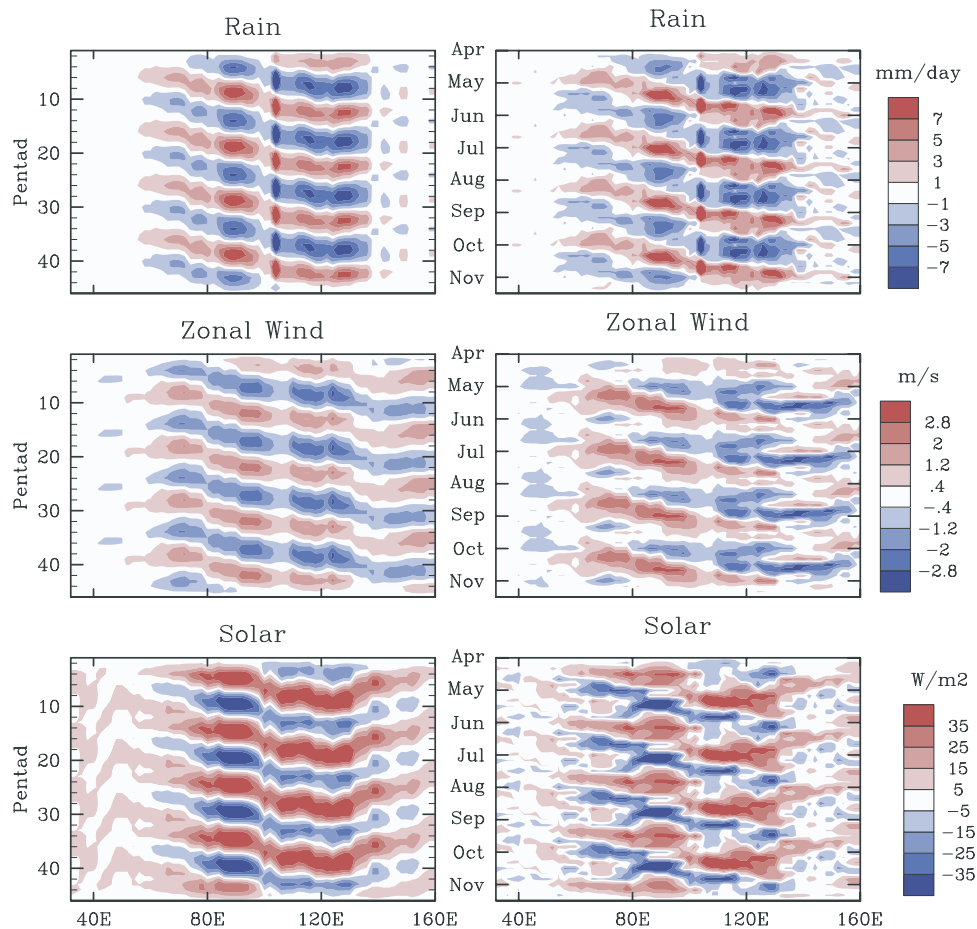 Rain
Rain
Pentad
10
20
30
40
Apr
May
Jun
Jul
Aug
Sep
Oct
Nov
mm/day
7
5
3
1
-1
-3
-5
-7
Zonal Wind
Zonal Wind
Pentad
10
20
30
40
Apr
May
Jun
Jul
Aug
Sep
Oct
Nov
m/s
2.8
2
1.2
.4
-.4
-1.2
-2
-2.8
Solar
Solar
Pentad
10
20
30
40
Apr
May
Jun
Jul
Aug
Sep
Oct
Nov
W/m2
35
25
15
5
-5
-15
-25
-35
40E 80E 120E 160E
40E 80E 120E 160E